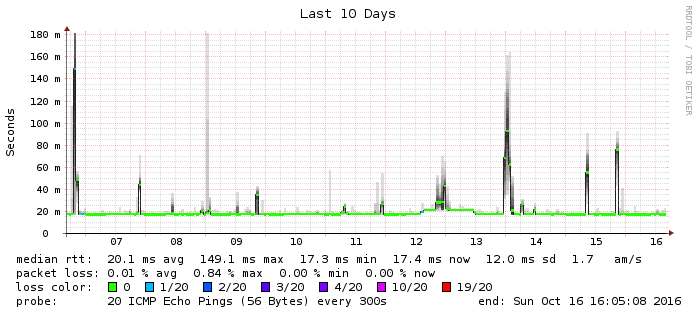 Last 10 Days
RRDTOOL / TOBI OETIKER
Seconds
180 m
160 m
140 m
120 m
100 m
80 m
60 m
40 m
20 m
0
07 08 09 10 11 12 13 14 15 16
median rtt: 20.1 ms avg 149.1 ms max 17.3 ms min 17.4 ms now 12.0 ms sd 1.7 am/s
packet loss: 0.01 % avg 0.84 % max 0.00 % min 0.00 % now
loss color: 0 1/20 2/20 3/20 4/20 10/20 19/20
probe: 20 ICMP Echo Pings (56 Bytes) every 300s end: Sun Oct 16 16:05:08 2016